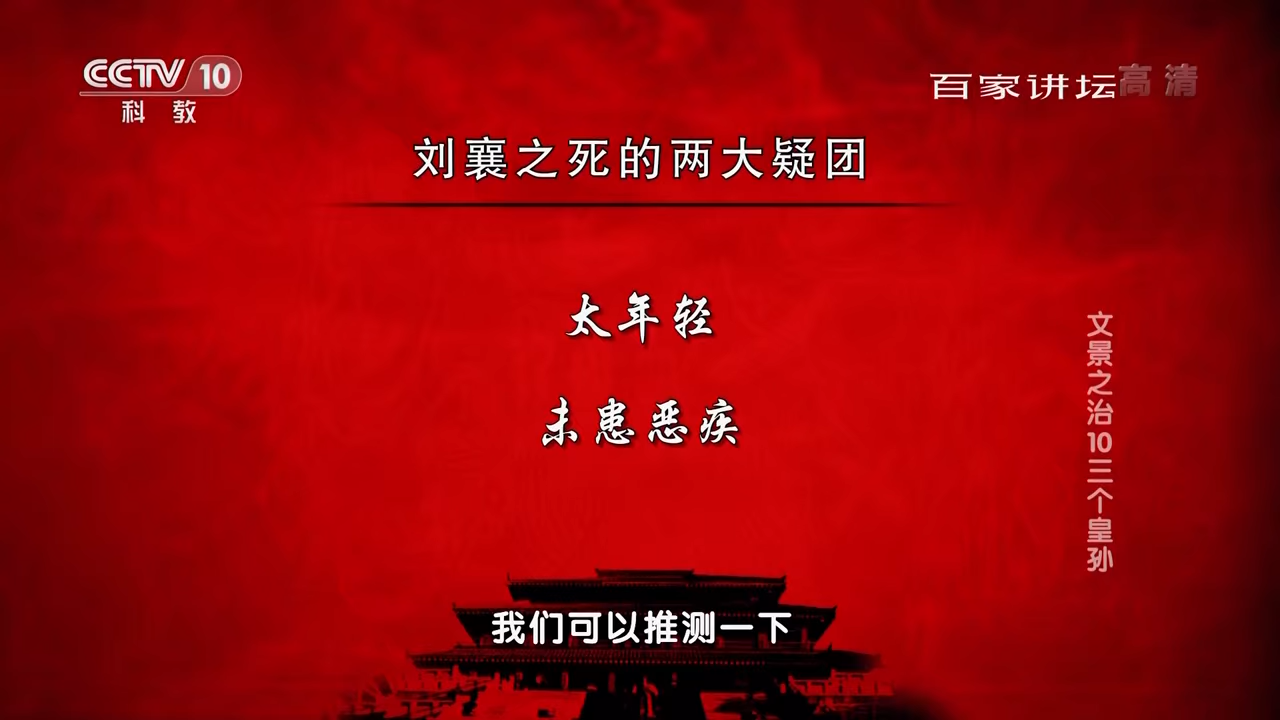 CCTV 10
科教
百家讲坛高清
刘襄之死的两大疑团
太年轻
未患恶疾
文景之治10三个皇孙
我们可以推测一下